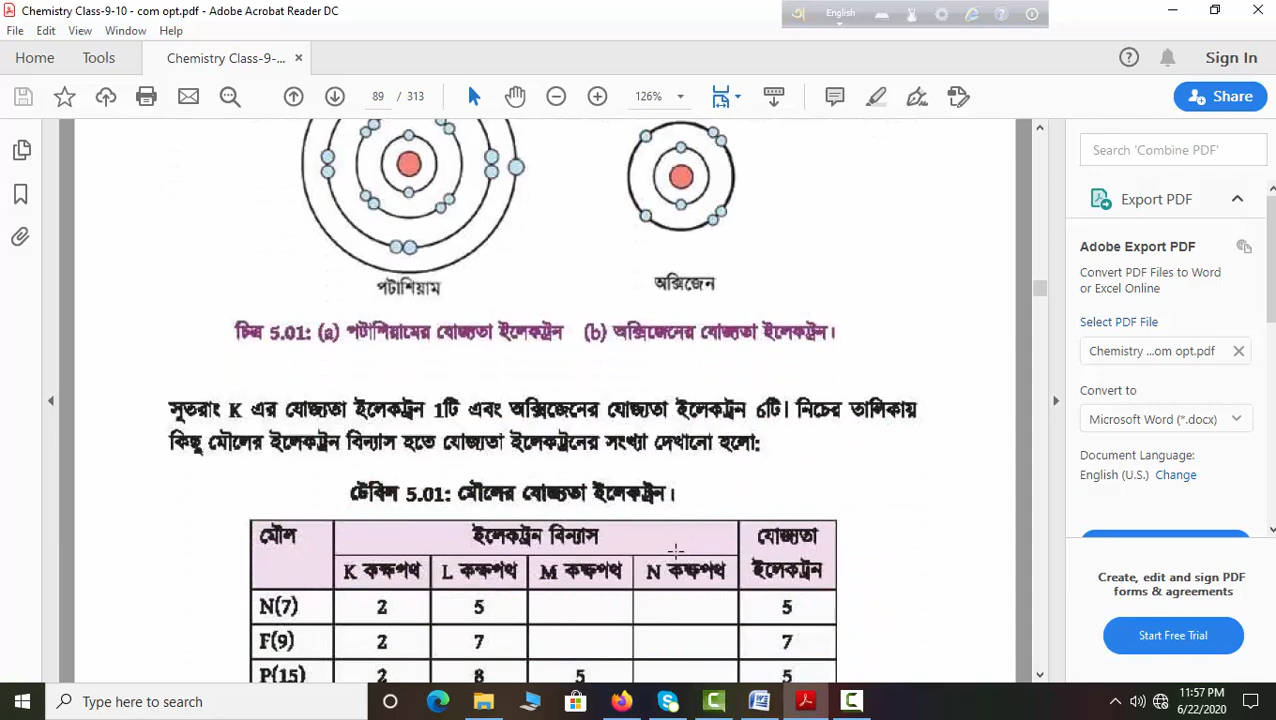 Chemistry Class-9-10 - com opt.pdf - Adobe Acrobat Reader DC
English
File Edit View Window Help
Home Tools Chemistry Class-9-... × Sign In
89 / 313 126% Share
পটাশিয়াম অক্সিজেন
চিত্র 5.01: (a) পটাশিয়ামের যোজ্যতা ইলেকট্রন (b) অক্সিজেনের যোজ্যতা ইলেকট্রন।
সুতরাং K এর যোজ্যতা ইলেকট্রন 1টি এবং অক্সিজেনের যোজ্যতা ইলেকট্রন 6টি। নিচের তালিকায়
কিছু মৌলের ইলেকট্রন বিন্যাস হতে যোজ্যতা ইলেকট্রনের সংখ্যা দেখানো হলো:
টেবিল 5.01: মৌলের যোজ্যতা ইলেকট্রন।
মৌল ইলেকট্রন বিন্যাস যোজ্যতা ইলেকট্রন
K কক্ষপথ L কক্ষপথ M কক্ষপথ N কক্ষপথ
N(7) 2 5 5
F(9) 2 7 7
P(15) 2 8 5 5
Search 'Combine PDF'
Export PDF
Adobe Export PDF
Convert PDF Files to Word
or Excel Online
Select PDF File
Chemistry ...om opt.pdf
Convert to
Microsoft Word (*.docx)
Document Language:
English (U.S.) Change
Create, edit and sign PDF
forms & agreements
Start Free Trial
Type here to search
11:57 PM
6/22/2020